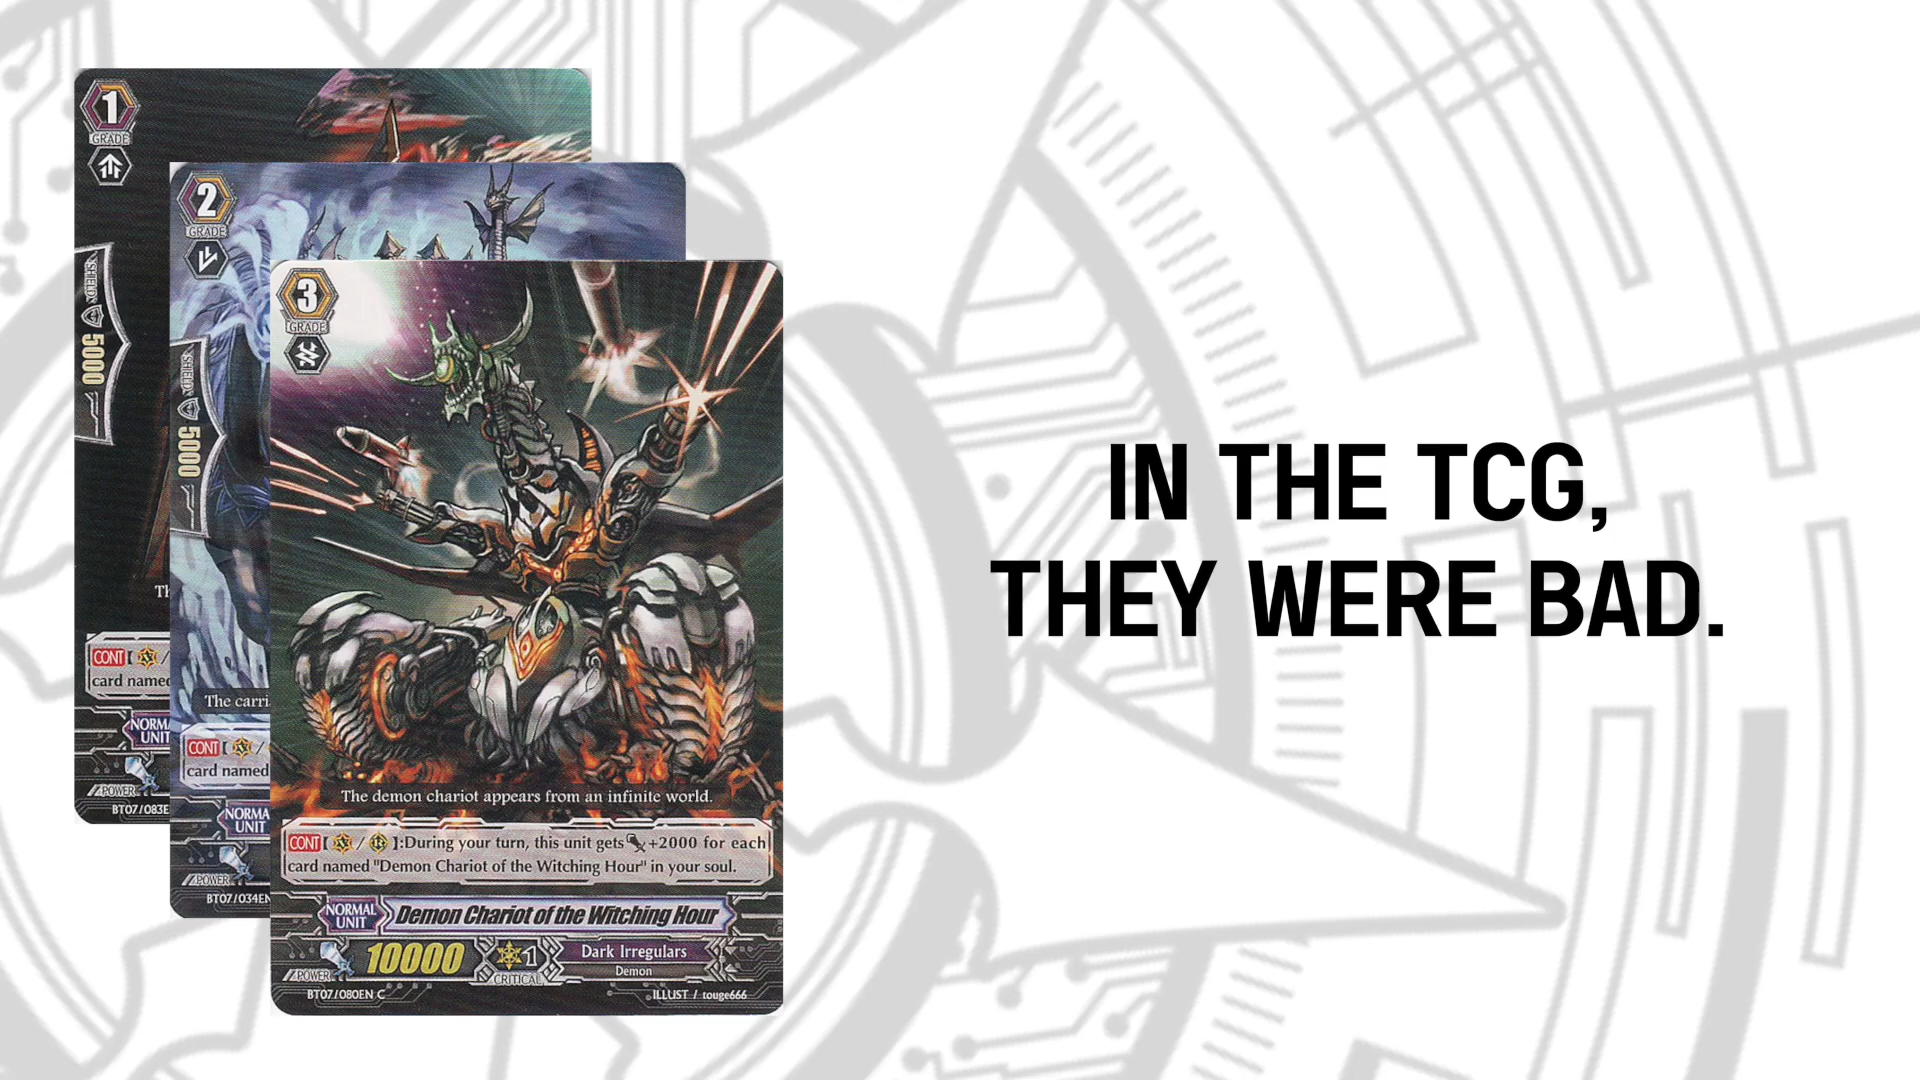 1
GRADE
SHIELD
5000
Th
CONT
card named
NORMA
UNIT
POWER
BT07/083E
2
GRADE
SHIELD
5000
The carri
CONT
card named
NORMA
UNIT
POWER
BT07/034EN
3
GRADE
The demon chariot appears from an infinite world.
CONT【V/R】:During your turn, this unit gets +2000 for each
card named "Demon Chariot of the Witching Hour" in your soul.
NORMAL
UNIT
Demon Chariot of the Witching Hour
POWER
10000
1
CRITICAL
Dark Irregulars
Demon
BT07/080EN C
ILLUST / touge666
IN THE TCG,
THEY WERE BAD.